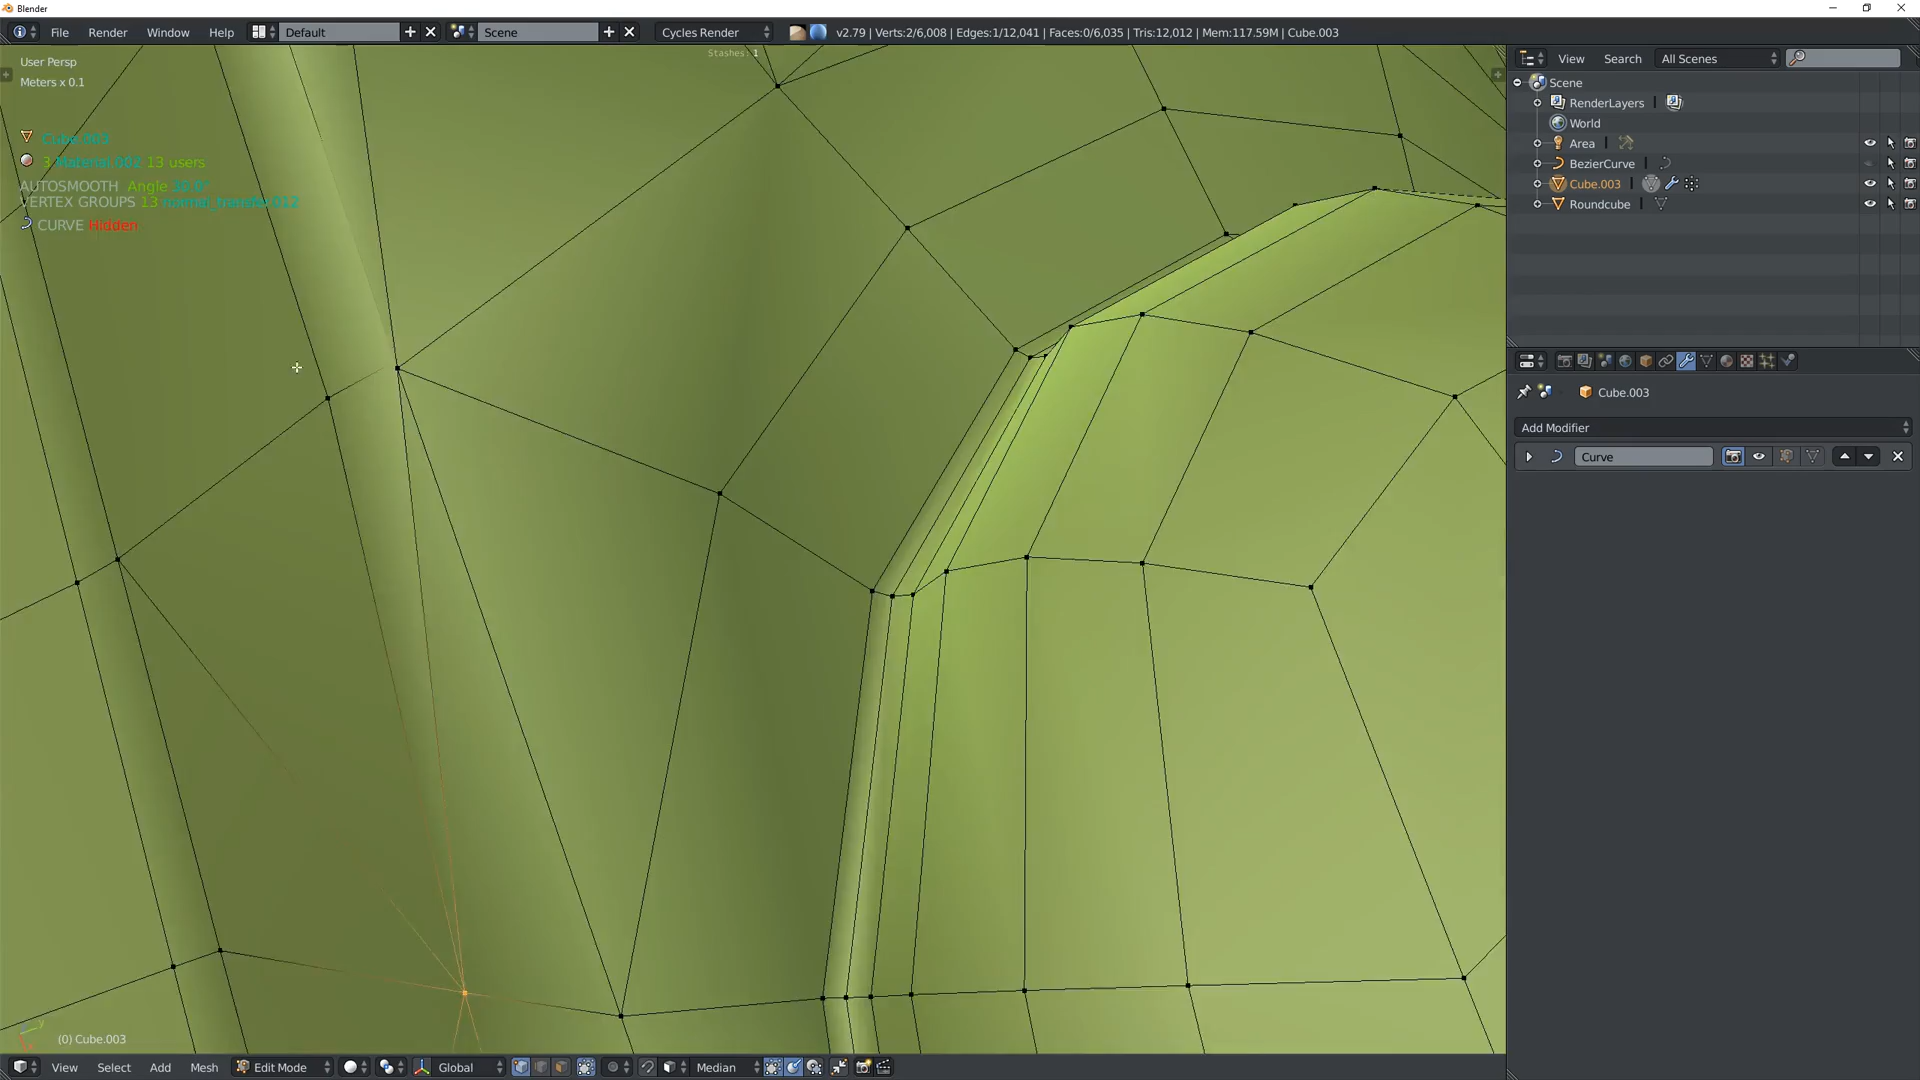 Blender
File Render Window Help Default Scene Cycles Render v2.79 | Verts:2/6,008 | Edges:1/12,041 | Faces:0/6,035 | Tris:12,012 | Mem:117.59M | Cube.003
Stashes: 1
User Persp
Meters x 0.1
Cube.003
3 Material.002 13 users
AUTOSMOOTH Angle 30.0°
VERTEX GROUPS 13 normal_transfer.012
CURVE Hidden
(0) Cube.003
View Select Add Mesh Edit Mode Global Median
View Search All Scenes
Scene
RenderLayers
World
Area
BezierCurve
Cube.003
Roundcube
Cube.003
Add Modifier
Curve